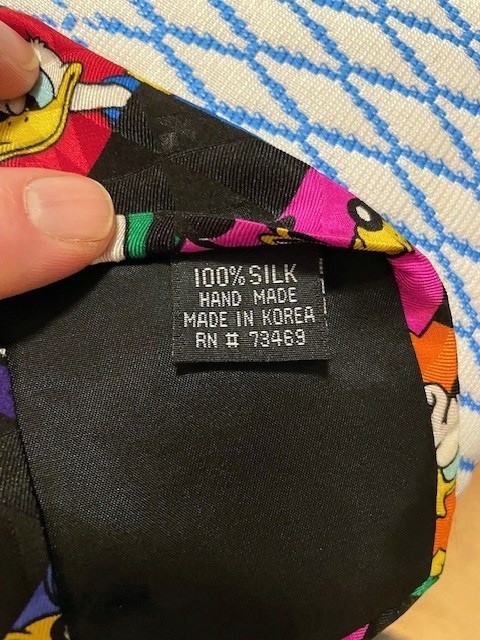 100% SILK
HAND MADE
MADE IN KOREA
RN # 73469